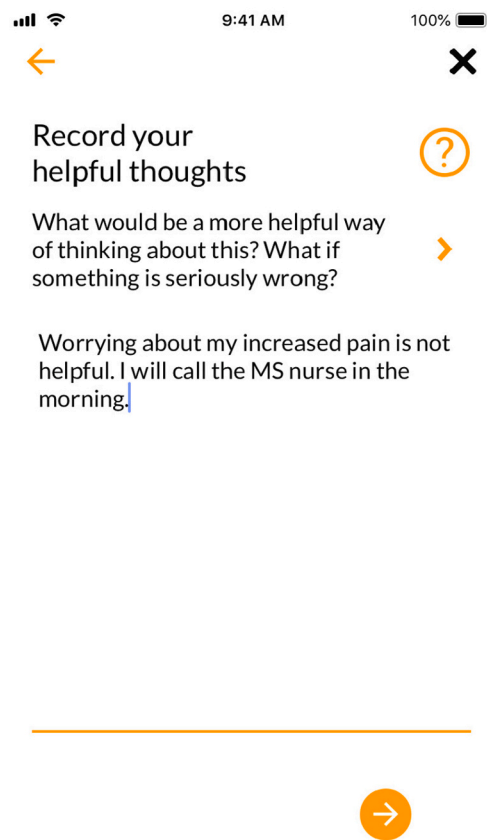 9:41 AM
100%
Record your
helpful thoughts
?
What would be a more helpful way
of thinking about this? What if
something is seriously wrong?
Worrying about my increased pain is not
helpful. I will call the MS nurse in the
morning.